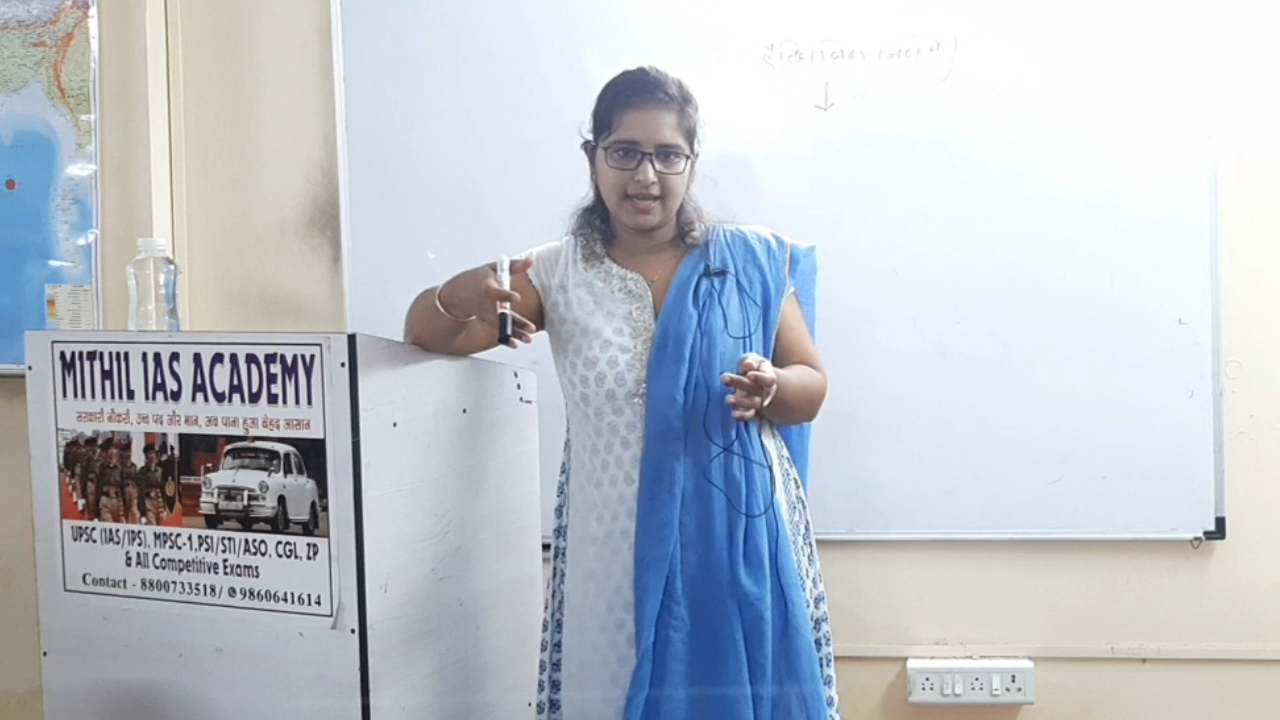 MITHIL IAS ACADEMY
सरकारी नौकरी, उच्च पद और मान, अब पाना हुआ बेहद आसान
UPSC (IAS/IPS), MPSC-1,PSI/STI/ASO, CGL, ZP
& All Competitive Exams
Contact - 8800733518/ 9860641614